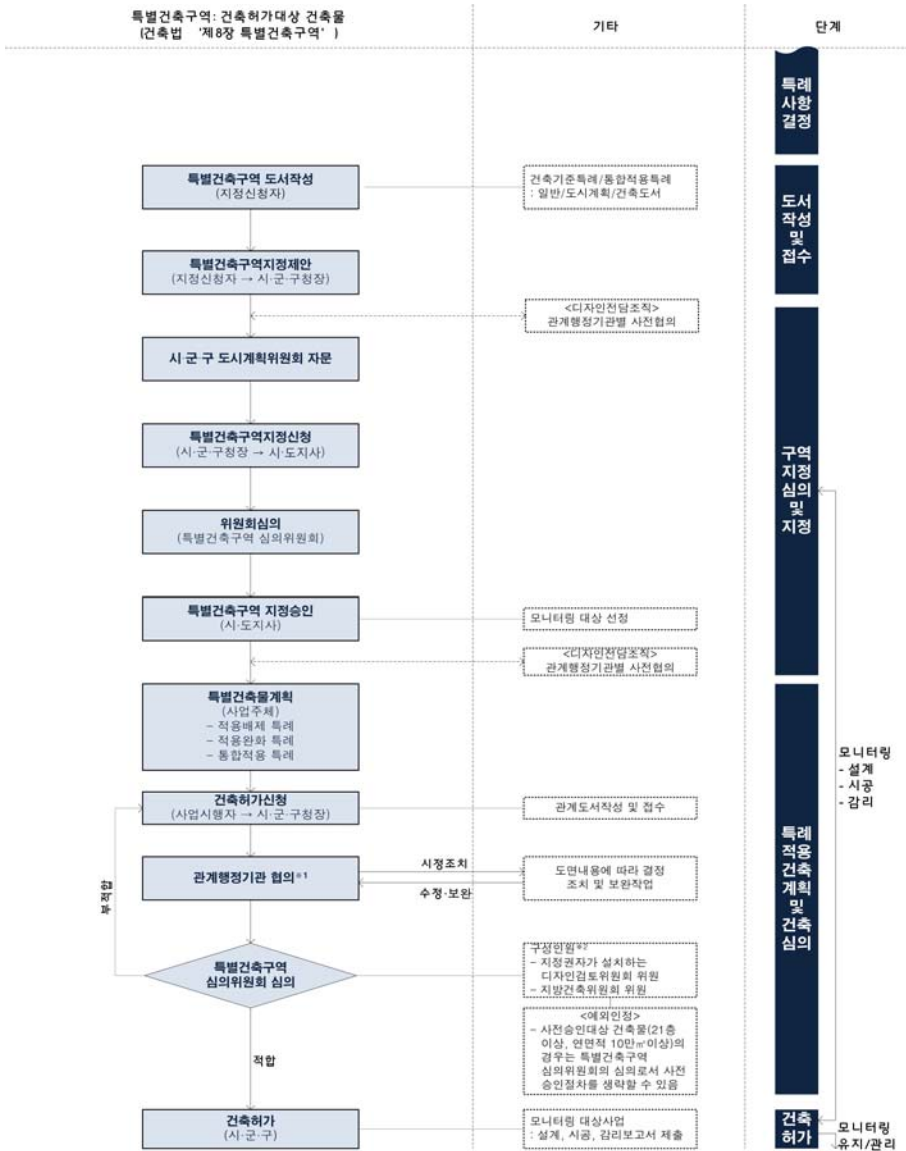 특별건축구역: 건축허가대상 건축물
(건축법 '제8장 특별건축구역' )
기타
단계
특례
사항
결정
특별건축구역 도서작성
(지정신청자)
건축기준특례/통합적용특례
: 일반/도시계획/건축도서
도서
작성
및
접수
특별건축구역지정제안
(지정신청자 → 시·군·구청장)
<디자인전담조직>
관계행정기관별 사전협의
시·군·구 도시계획위원회 자문
특별건축구역지정신청
(시·군·구청장 → 시·도지사)
구역
지정
심의
및
지정
위원회심의
(특별건축구역 심의위원회)
특별건축구역 지정승인
(시·도지사)
모니터링 대상 선정
<디자인전담조직>
관계행정기관별 사전협의
특별건축물계획
(사업주체)
– 적용배제 특례
– 적용완화 특례
– 통합적용 특례
모니터링
- 설계
- 시공
- 감리
건축허가신청
(사업시행자 → 시·군·구청장)
관계도서작성 및 접수
특례
적용
건축
계획
및
건축
심의
관계행정기관 협의※1
시정조치
수정·보완
도면내용에 따라 결정
조치 및 보완작업
부적합
특별건축구역
심의위원회 심의
구성인원※2
– 지정권자가 설치하는
디자인검토위원회 위원
– 지방건축위원회 위원
<예외인정>
– 사전승인대상 건축물(21층
이상, 연면적 10만㎡이상)의
경우는 특별건축구역
심의위원회의 심의로서 사전
승인절차를 생략할 수 있음
적합
건축허가
(시·군·구)
모니터링 대상사업
: 설계, 시공, 감리보고서 제출
건축
허가
모니터링
유지/관리